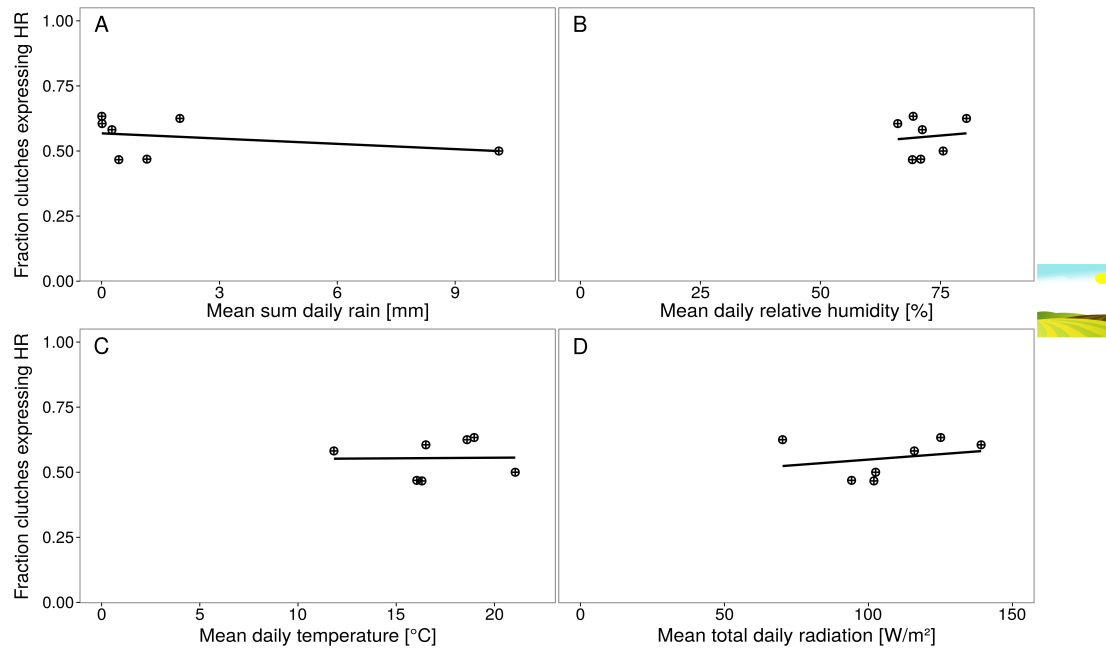 A
B
1.00
0.75
0.50
0.25
0.00
Fraction clutches expressing HR
0 3 6 9
Mean sum daily rain [mm]
0 25 50 75
Mean daily relative humidity [%]
C
D
1.00
0.75
0.50
0.25
0.00
Fraction clutches expressing HR
0 5 10 15 20
Mean daily temperature [°C]
0 50 100 150
Mean total daily radiation [W/m²]